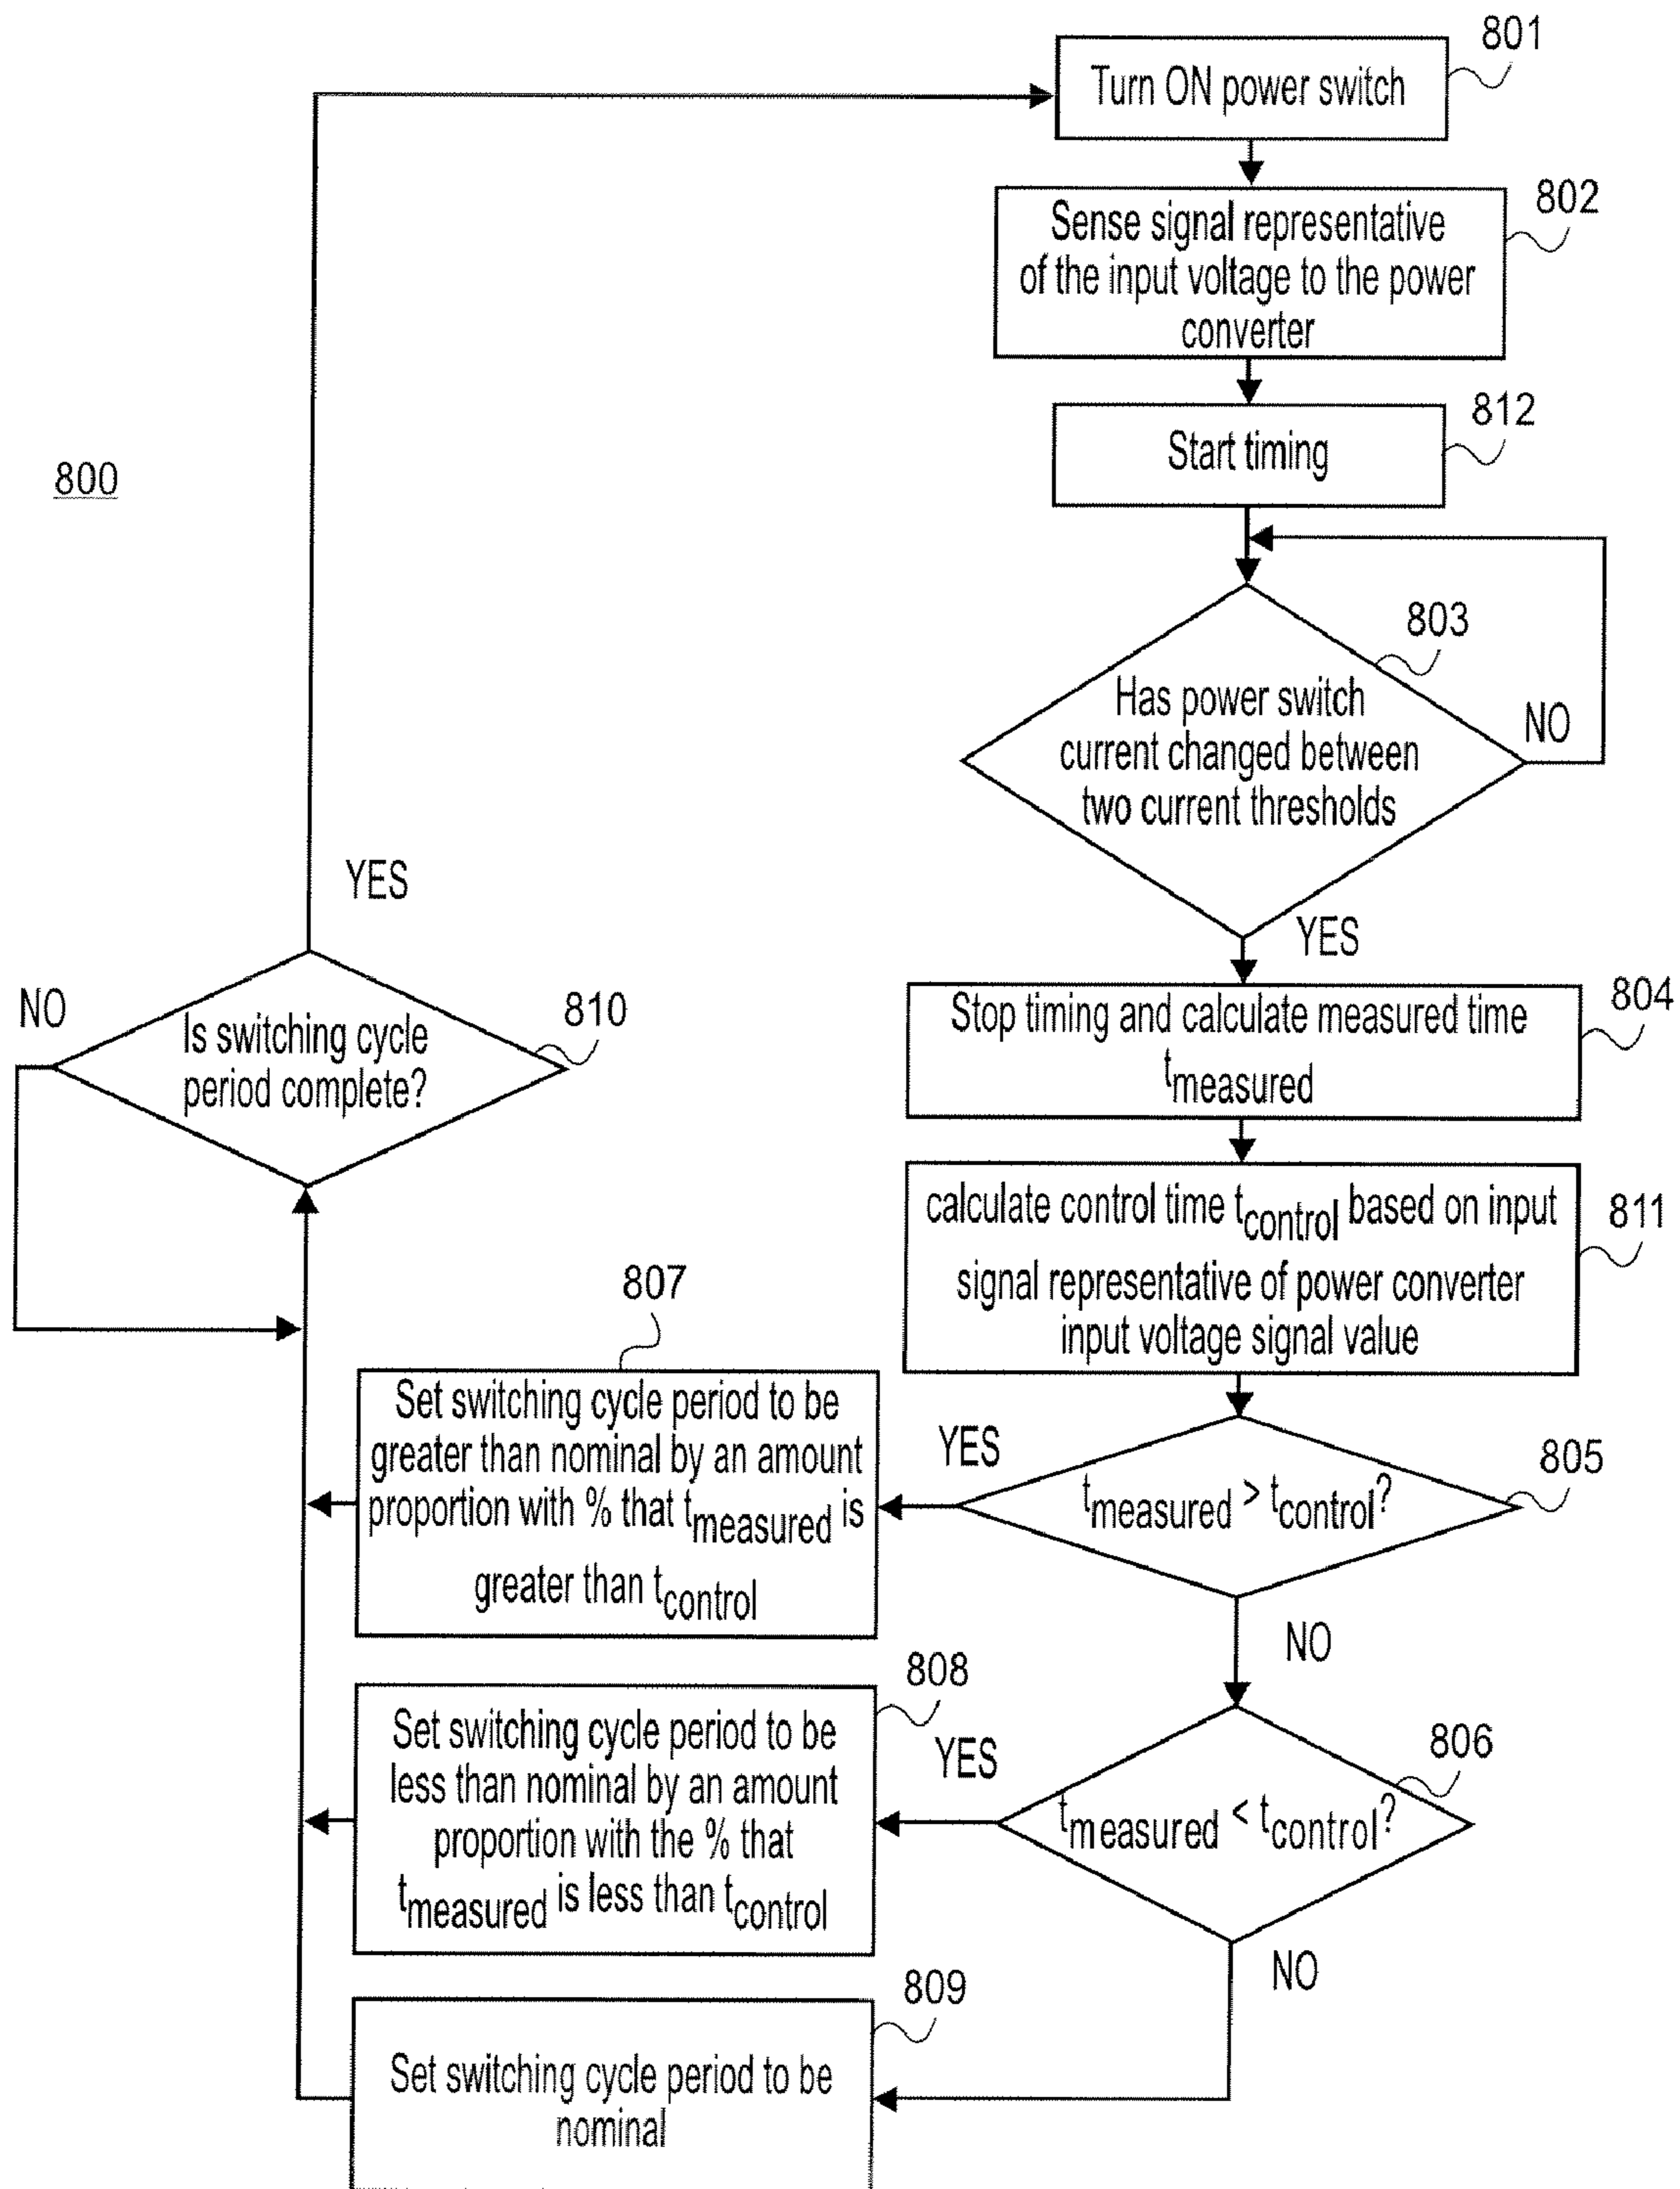 801
Turn ON power switch
802
Sense signal representative
of the input voltage to the power
converter
812
Start timing
800
803
Has power switch
current changed between
two current thresholds
NO
YES
804
Stop timing and calculate measured time
tmeasured
811
calculate control time tcontrol based on input
signal representative of power converter
input voltage signal value
805
tmeasured > tcontrol?
YES
NO
807
Set switching cycle period to be
greater than nominal by an amount
proportion with % that tmeasured is
greater than tcontrol
806
tmeasured < tcontrol?
YES
NO
808
Set switching cycle period to be
less than nominal by an amount
proportion with the % that
tmeasured is less than tcontrol
809
Set switching cycle period to be
nominal
810
Is switching cycle
period complete?
NO
YES